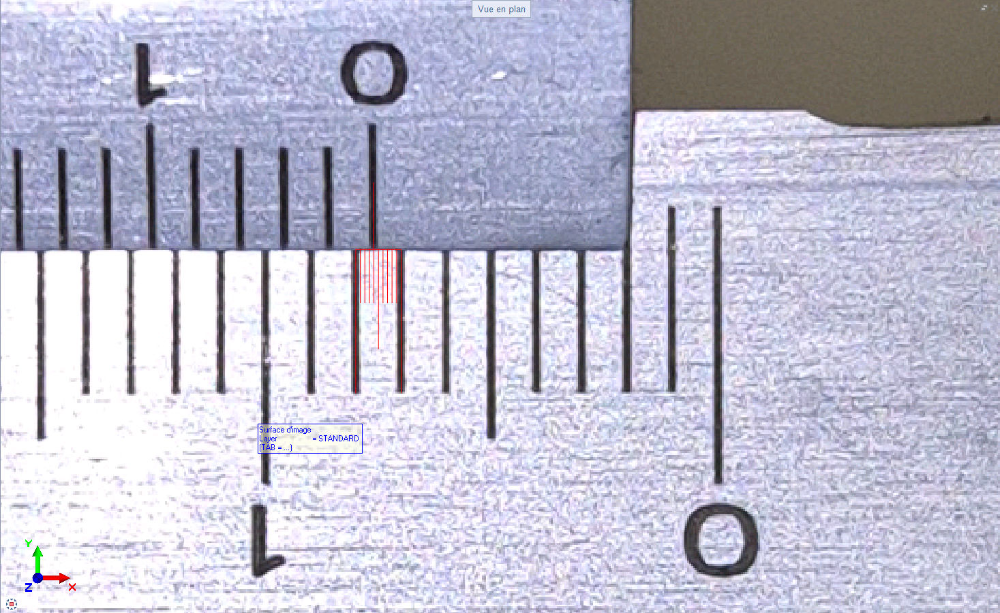 Vue en plan
1 0
Surface d'image
Layer = STANDARD
(TAB = ...)
1 0
Y
Z X